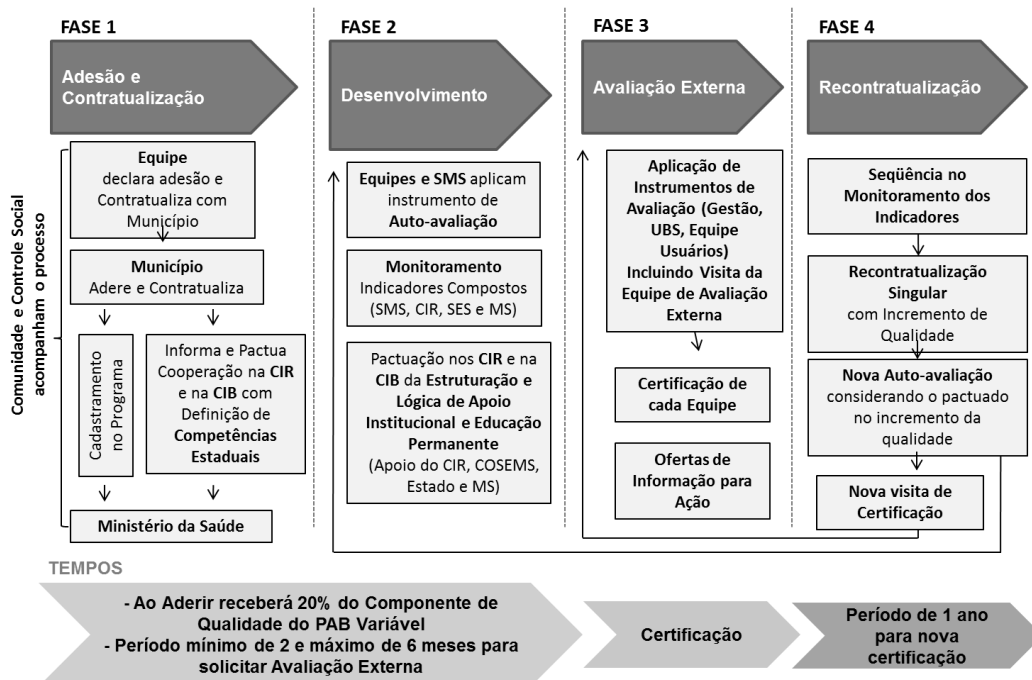 FASE 1
Adesão e
Contratualização
Comunidade e Controle Social
acompanham o processo
Equipe
declara adesão e
Contratualiza com
Município
Município
Adere e Contratualiza
Cadastramento
no Programa
Informa e Pactua
Cooperação na CIR
e na CIB com
Definição de
Competências
Estaduais
Ministério da Saúde
FASE 2
Desenvolvimento
Equipes e SMS aplicam
instrumento de
Auto-avaliação
Monitoramento
Indicadores Compostos
(SMS, CIR, SES e MS)
Pactuação nos CIR e na
CIB da Estruturação e
Lógica de Apoio
Institucional e Educação
Permanente
(Apoio do CIR, COSEMS,
Estado e MS)
FASE 3
Avaliação Externa
Aplicação de
Instrumentos de
Avaliação (Gestão,
UBS, Equipe
Usuários)
Incluindo Visita da
Equipe de Avaliação
Externa
Certificação de
cada Equipe
Ofertas de
Informação para
Ação
FASE 4
Recontratualização
Seqüência no
Monitoramento dos
Indicadores
Recontratualização
Singular
com Incremento de
Qualidade
Nova Auto-avaliação
considerando o pactuado
no incremento da
qualidade
Nova visita de
Certificação
TEMPOS
- Ao Aderir receberá 20% do Componente de
Qualidade do PAB Variável
- Período mínimo de 2 e máximo de 6 meses para
solicitar Avaliação Externa
Certificação
Período de 1 ano
para nova
certificação